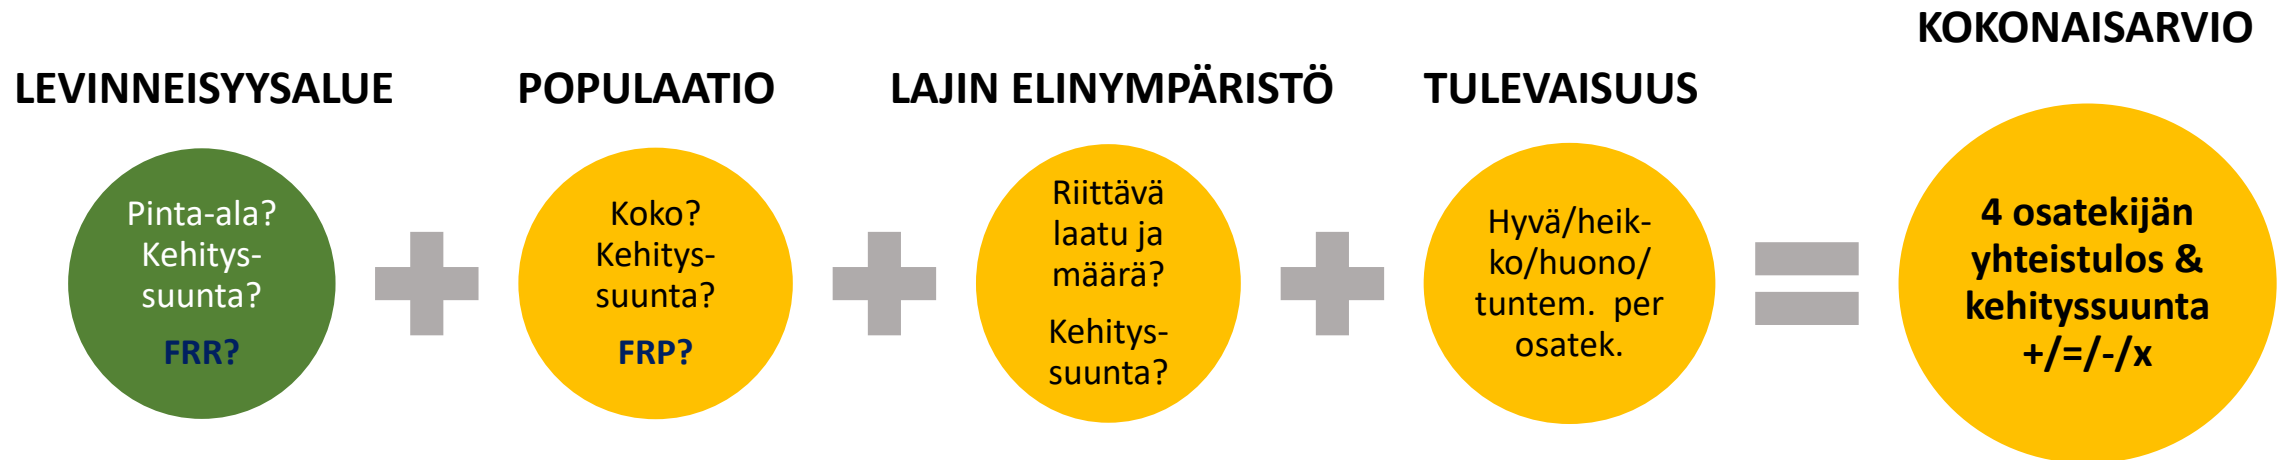 LEVINNEISYYSALUE
Pinta-ala?
Kehitys-
suunta?
FRR?
POPULAATIO
Koko?
Kehitys-
suunta?
FRP?
LAJIN ELINYMPÄRISTÖ
Riittävä
laatu ja
määrä?
Kehitys-
suunta?
TULEVAISUUS
Hyvä/heik-
ko/huono/
tuntem. per
osatek.
KOKONAISARVIO
4 osatekijän
yhteistulos &
kehityssuunta
+/=/-/x